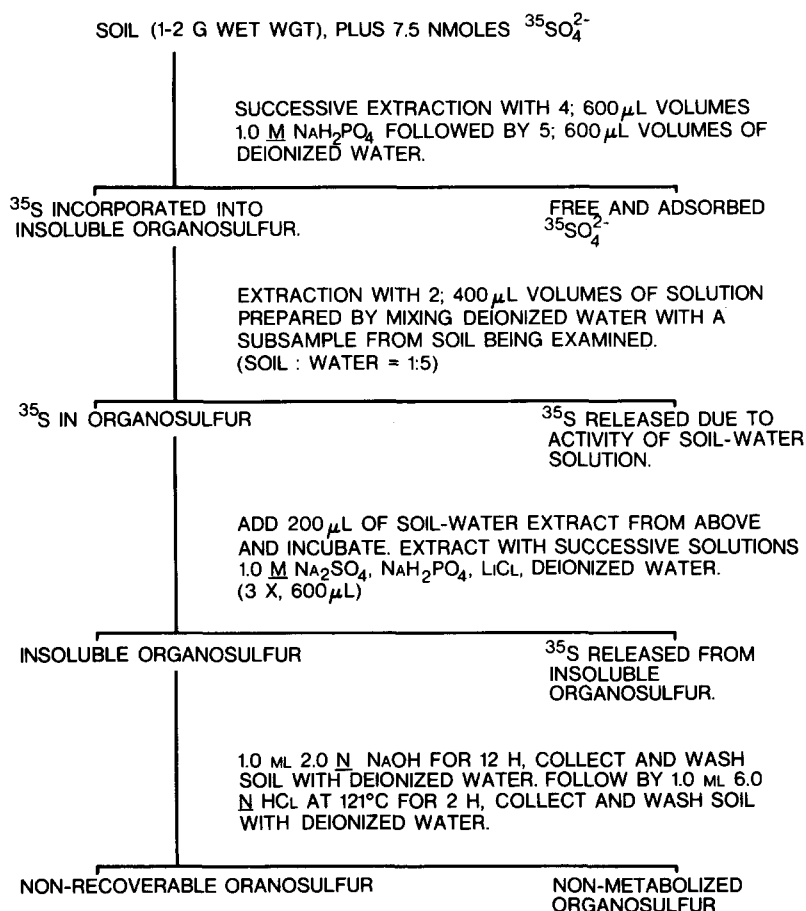 SOIL (1-2 G WET WGT), PLUS 7.5 NMOLES ³⁵SO₄²⁻
SUCCESSIVE EXTRACTION WITH 4; 600 μL VOLUMES
1.0 M NAH₂PO₄ FOLLOWED BY 5; 600 μL VOLUMES OF
DEIONIZED WATER.
³⁵S INCORPORATED INTO
INSOLUBLE ORGANOSULFUR.
FREE AND ADSORBED
³⁵SO₄²⁻
EXTRACTION WITH 2; 400 μL VOLUMES OF SOLUTION
PREPARED BY MIXING DEIONIZED WATER WITH A
SUBSAMPLE FROM SOIL BEING EXAMINED.
(SOIL : WATER = 1:5)
³⁵S IN ORGANOSULFUR
³⁵S RELEASED DUE TO
ACTIVITY OF SOIL-WATER
SOLUTION.
ADD 200 μL OF SOIL-WATER EXTRACT FROM ABOVE
AND INCUBATE. EXTRACT WITH SUCCESSIVE SOLUTIONS
1.0 M NA₂SO₄, NAH₂PO₄, LICL, DEIONIZED WATER.
(3 X, 600 μL)
INSOLUBLE ORGANOSULFUR
³⁵S RELEASED FROM
INSOLUBLE
ORGANOSULFUR.
1.0 ML 2.0 N NAOH FOR 12 H, COLLECT AND WASH
SOIL WITH DEIONIZED WATER. FOLLOW BY 1.0 ML 6.0
N HCL AT 121°C FOR 2 H, COLLECT AND WASH SOIL
WITH DEIONIZED WATER.
NON-RECOVERABLE ORANOSULFUR
NON-METABOLIZED
ORGANOSULFUR